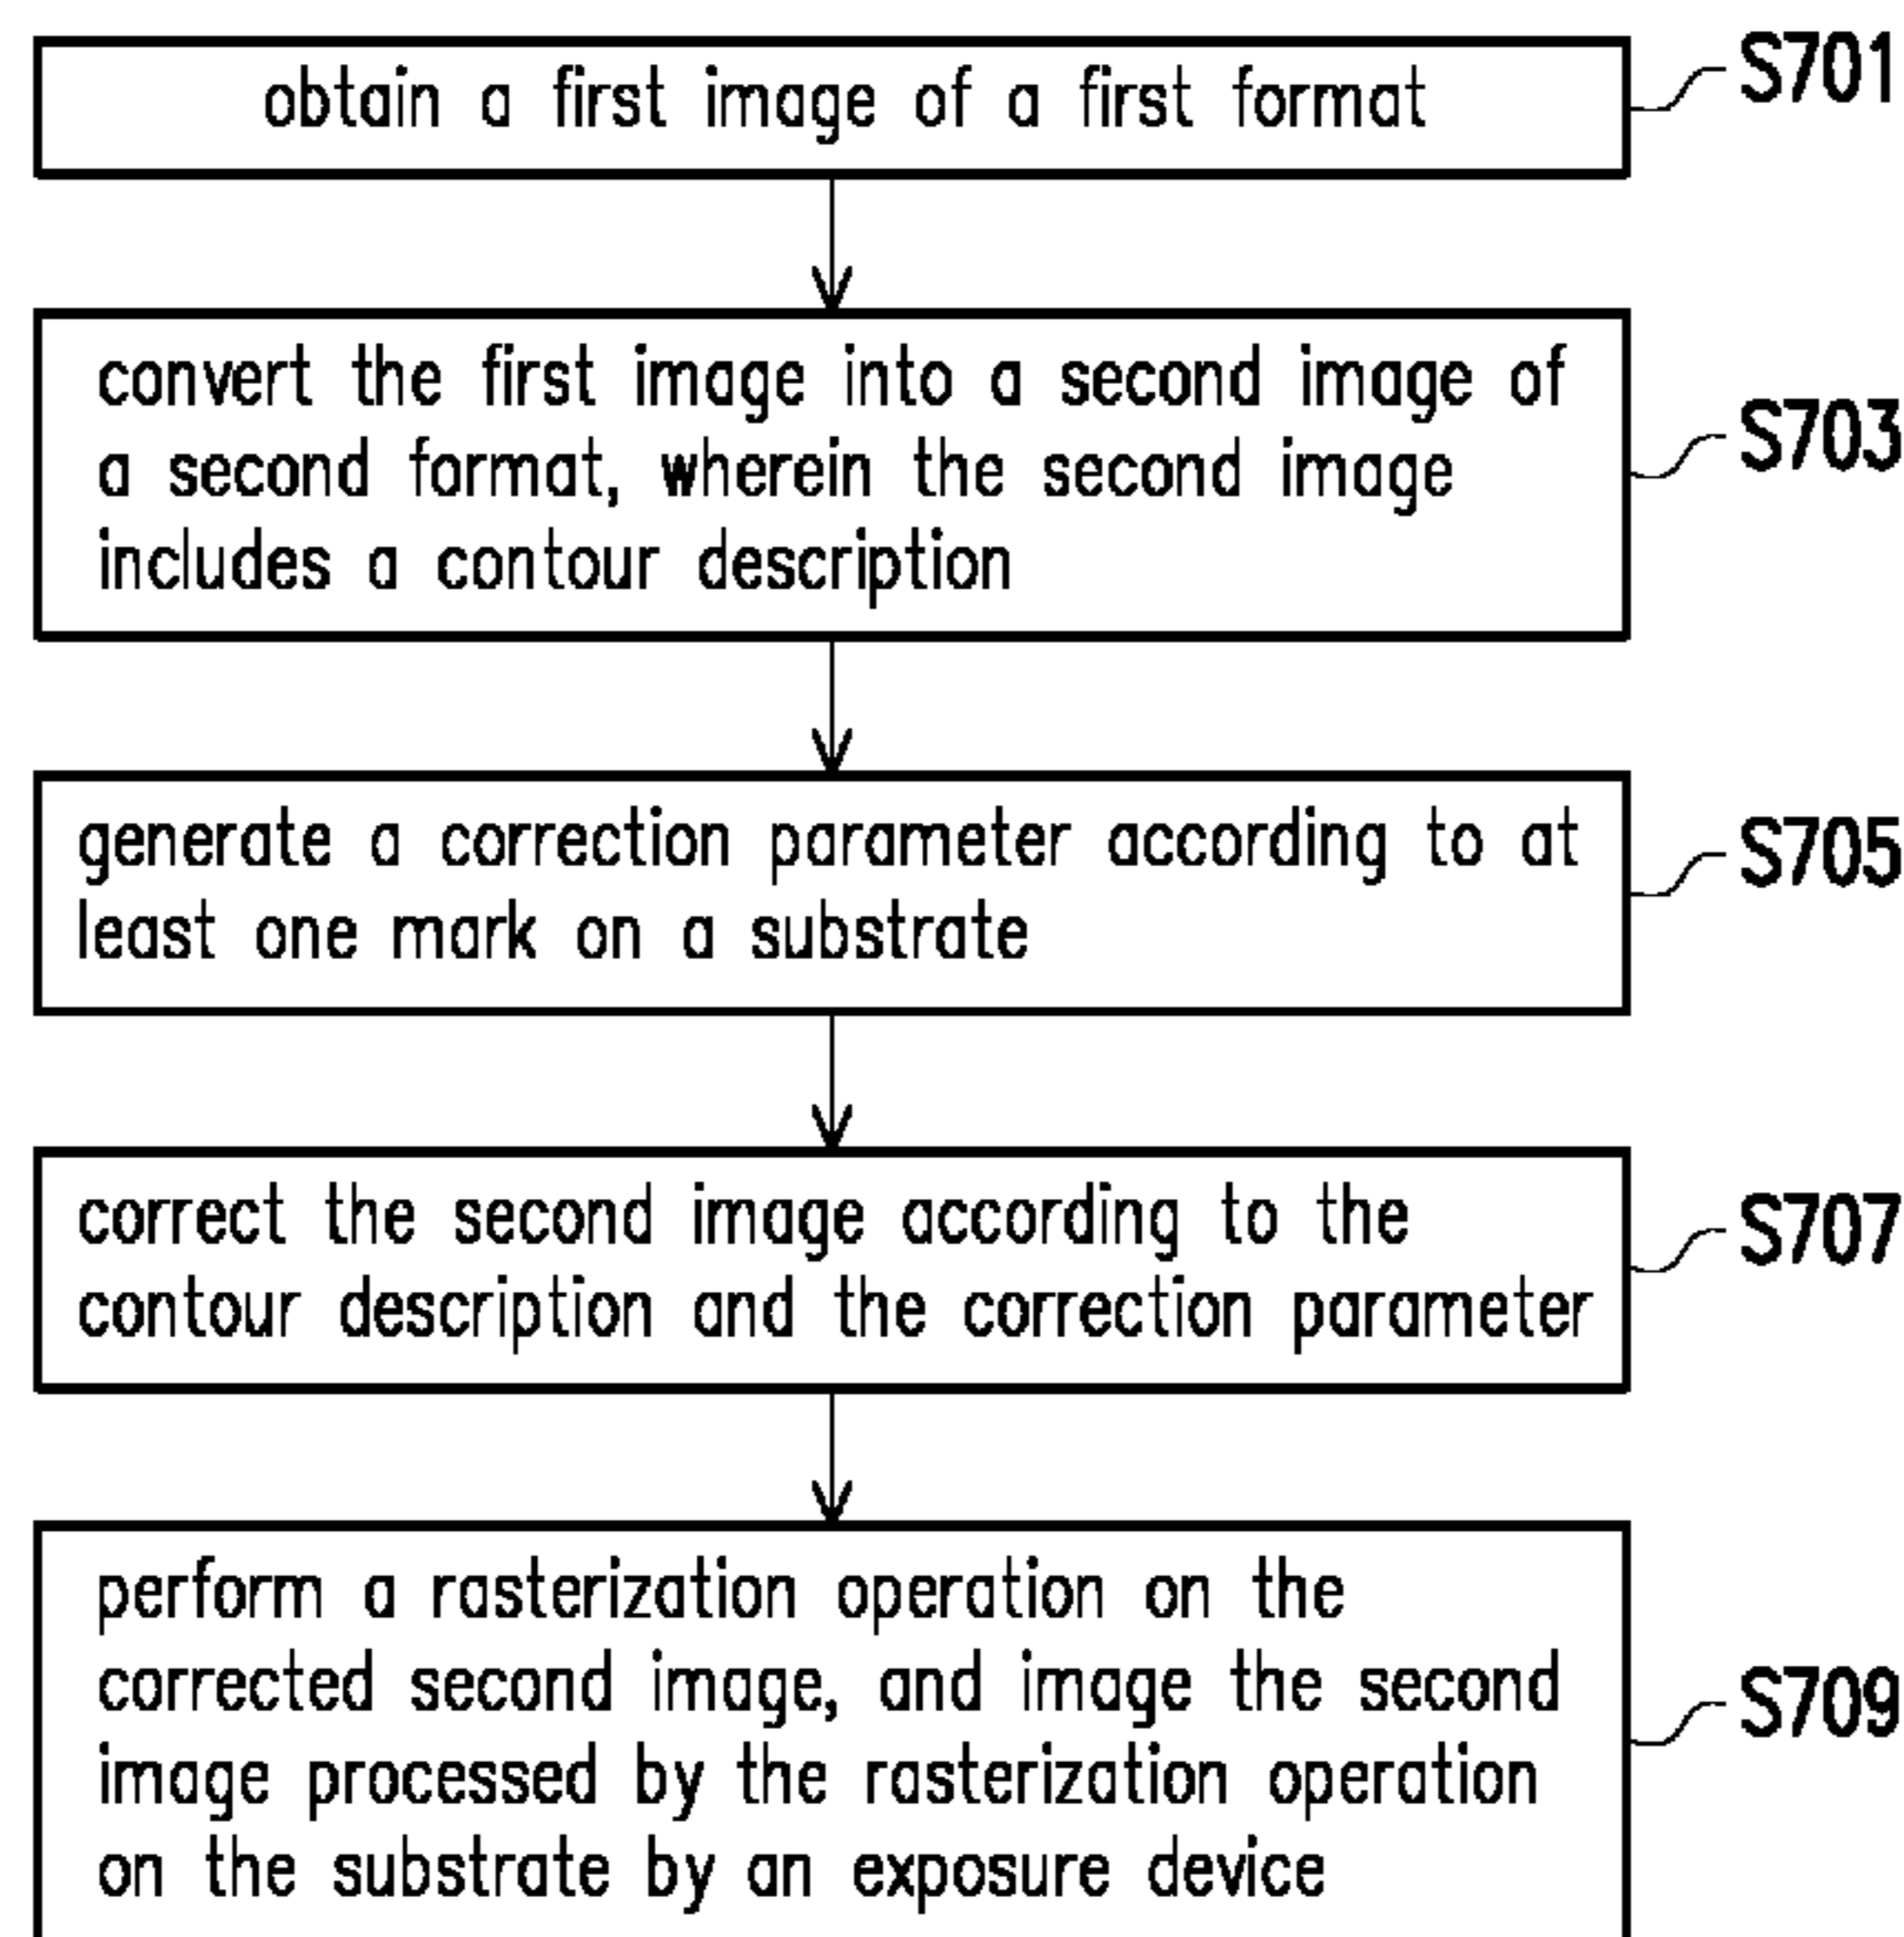 obtain a first image of a first format
S701
convert the first image into a second image of
a second format, wherein the second image
includes a contour description
S703
generate a correction parameter according to at
least one mark on a substrate
S705
correct the second image according to the
contour description and the correction parameter
S707
perform a rasterization operation on the
corrected second image, and image the second
image processed by the rasterization operation
on the substrate by an exposure device
S709